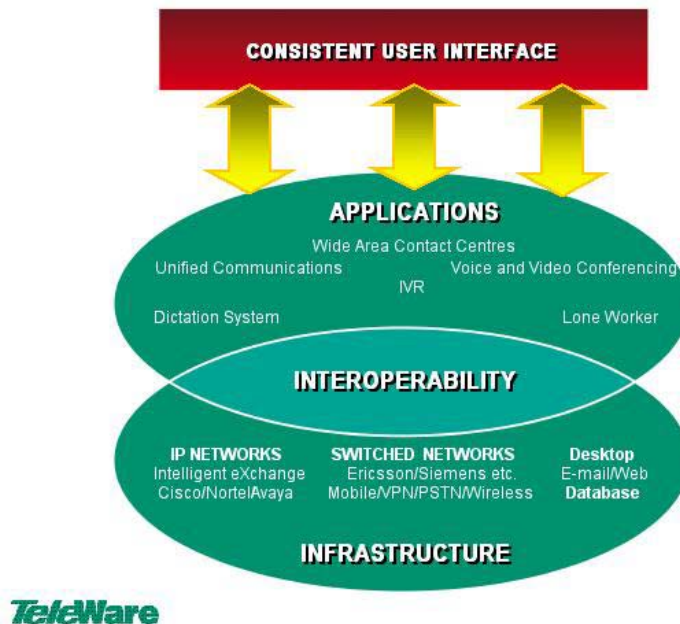 CONSISTENT USER INTERFACE
APPLICATIONS
Wide Area Contact Centres
Unified Communications
Voice and Video Conferencing
IVR
Dictation System
Lone Worker
INTEROPERABILITY
IP NETWORKS
SWITCHED NETWORKS
Desktop
Intelligent eXchange
Ericsson/Siemens etc.
E-mail/Web
Cisco/Nortel/Avaya
Mobile/VPN/PSTN/Wireless
Database
INFRASTRUCTURE
TeleWare